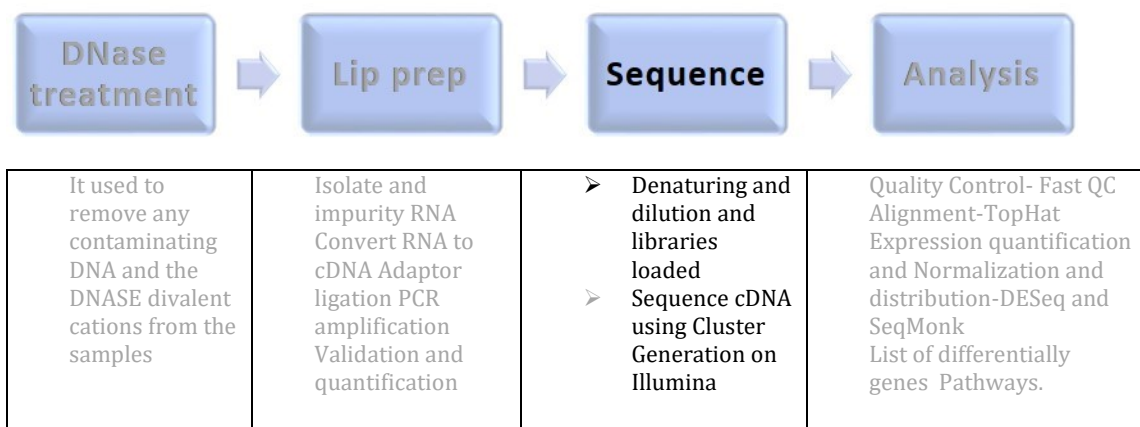 DNase
treatment
Lip prep
Sequence
Analysis
It used to
remove any
contaminating
DNA and the
DNASE divalent
cations from the
samples
Isolate and
impurity RNA
Convert RNA to
cDNA Adaptor
ligation PCR
amplification
Validation and
quantification
➢ Denaturing and
dilution and
libraries
loaded
➢ Sequence cDNA
using Cluster
Generation on
Illumina
Quality Control- Fast QC
Alignment-TopHat
Expression quantification
and Normalization and
distribution-DESeq and
SeqMonk
List of differentially
genes Pathways.